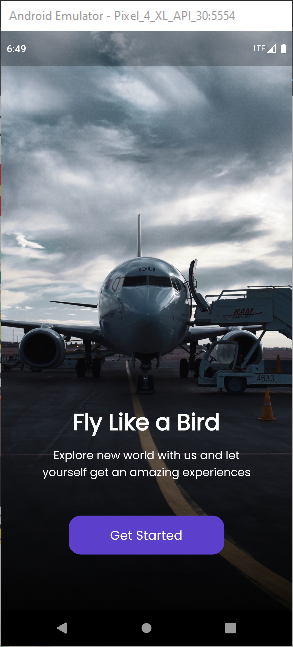 Android Emulator - Pixel_4_XL_API_30:5554
6:49
LTE
Fly Like a Bird
Explore new world with us and let
yourself get an amazing experiences
Get Started
4693